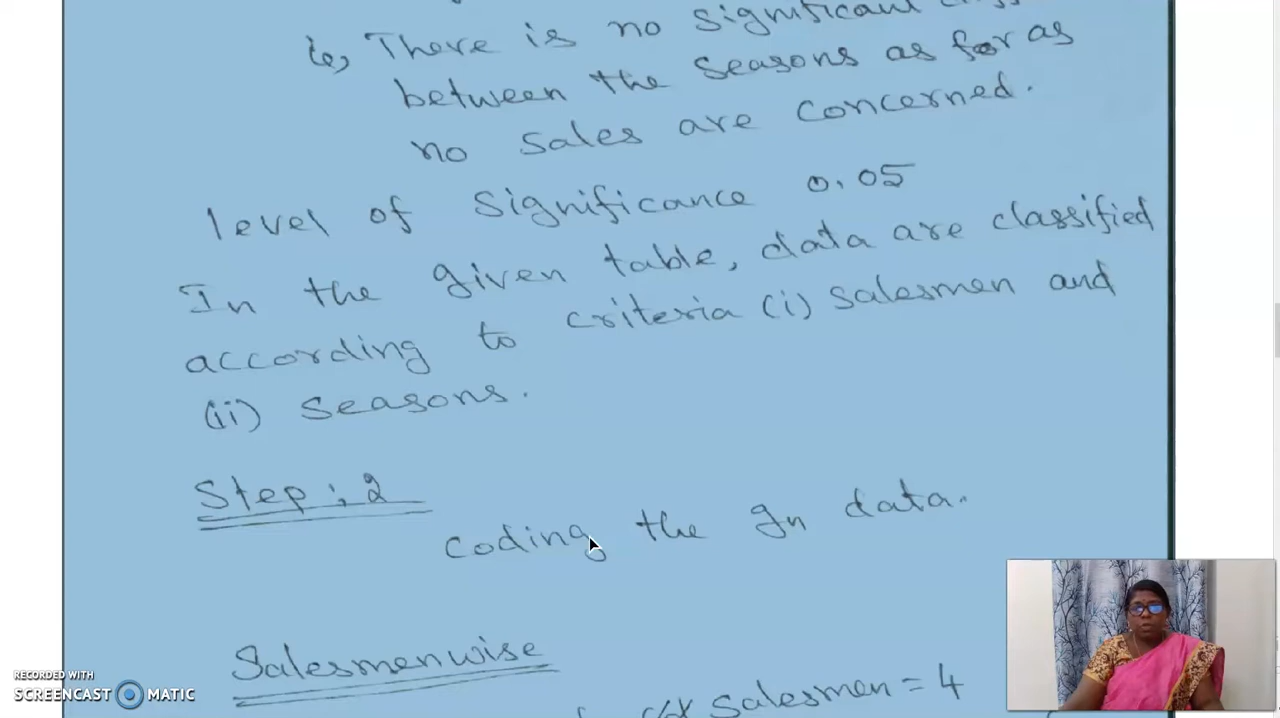 ie, There is no significant
between the seasons as for as
no sales are concerned.
level of significance 0.05
In the given table, data are classified
according to criteria (i) salesmen and
(ii) seasons.
Step : 2
coding the gn data.
Salesmenwise
salesmen = 4
RECORDED WITH
SCREENCAST MATIC